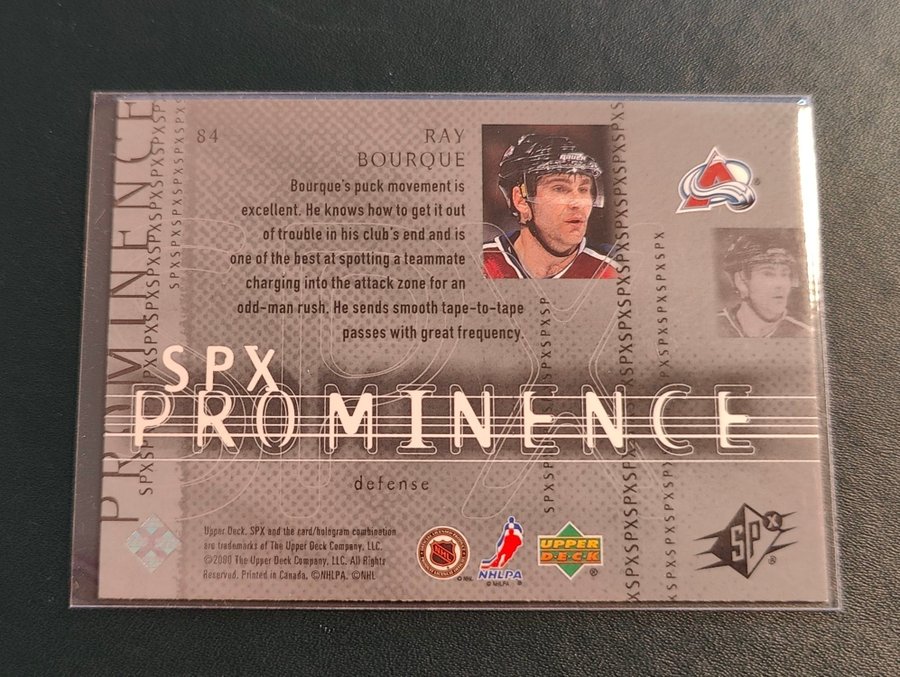 PROMINENCE
84
RAY
BOURQUE
Bourque's puck movement is
excellent. He knows how to get it out
of trouble in his club's end and is
one of the best at spotting a teammate
charging into the attack zone for an
odd-man rush. He sends smooth tape-to-tape
passes with great frequency.
SPX
PROMINENCE
defense
Upper Deck, SPX and the card/hologram combination
are trademarks of The Upper Deck Company, LLC.
©2000 The Upper Deck Company, LLC. All Rights
Reserved. Printed in Canada. ©NHLPA. ©NHL
NHL
© NHL
NHLPA
© NHLPA
UPPER
DECK
®
SPX
®